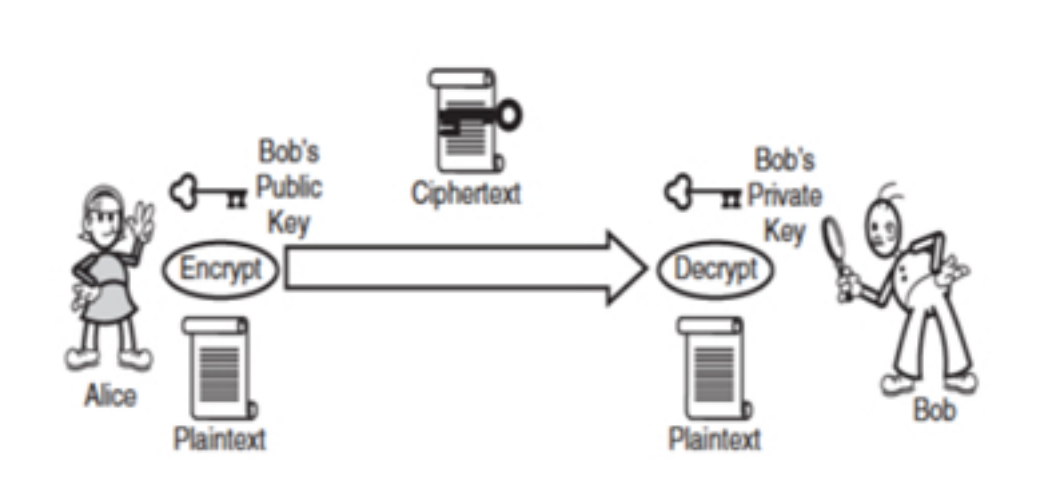 Bob's
Public
Key
Ciphertext
Bob's
Private
Key
Encrypt
Decrypt
Alice
Plaintext
Plaintext
Bob